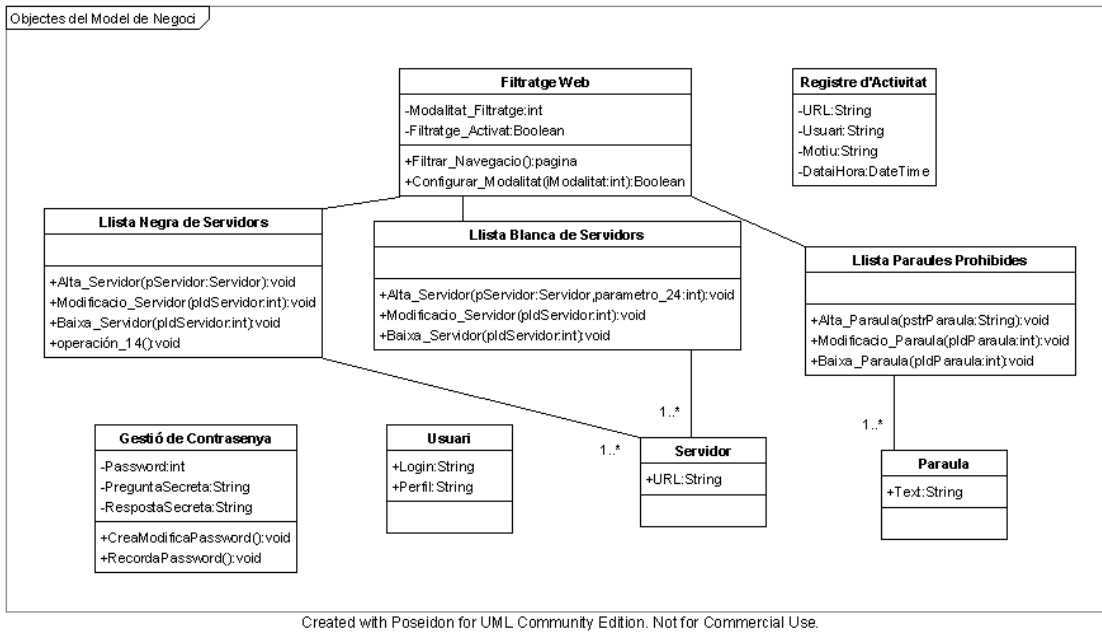 Objectes del Model de Negoci
Filtratge Web
-Modalitat_Filtratge:int
-Filtratge_Activat:Boolean
+Filtrar_Navegacio():pagina
+Configurar_Modalitat(iModalitat:int):Boolean
Registre d'Activitat
-URL:String
-Usuari:String
-Motiu:String
-DataiHora:DateTime
Llista Negra de Servidors
+Alta_Servidor(pServidor:Servidor):void
+Modificacio_Servidor(pIdServidor:int):void
+Baixa_Servidor(pIdServidor:int):void
+operación_14():void
Llista Blanca de Servidors
+Alta_Servidor(pServidor:Servidor,parametro_24:int):void
+Modificacio_Servidor(pIdServidor:int):void
+Baixa_Servidor(pIdServidor:int):void
Llista Paraules Prohibides
+Alta_Paraula(pstrParaula:String):void
+Modificacio_Paraula(pIdParaula:int):void
+Baixa_Paraula(pIdParaula:int):void
1..*
1..*
1..*
Gestió de Contrasenya
-Password:int
-PreguntaSecreta:String
-RespostaSecreta:String
+CreaModificaPassword():void
+RecordaPassword():void
Usuari
+Login:String
+Perfil:String
Servidor
+URL:String
Paraula
+Text:String
Created with Poseidon for UML Community Edition. Not for Commercial Use.